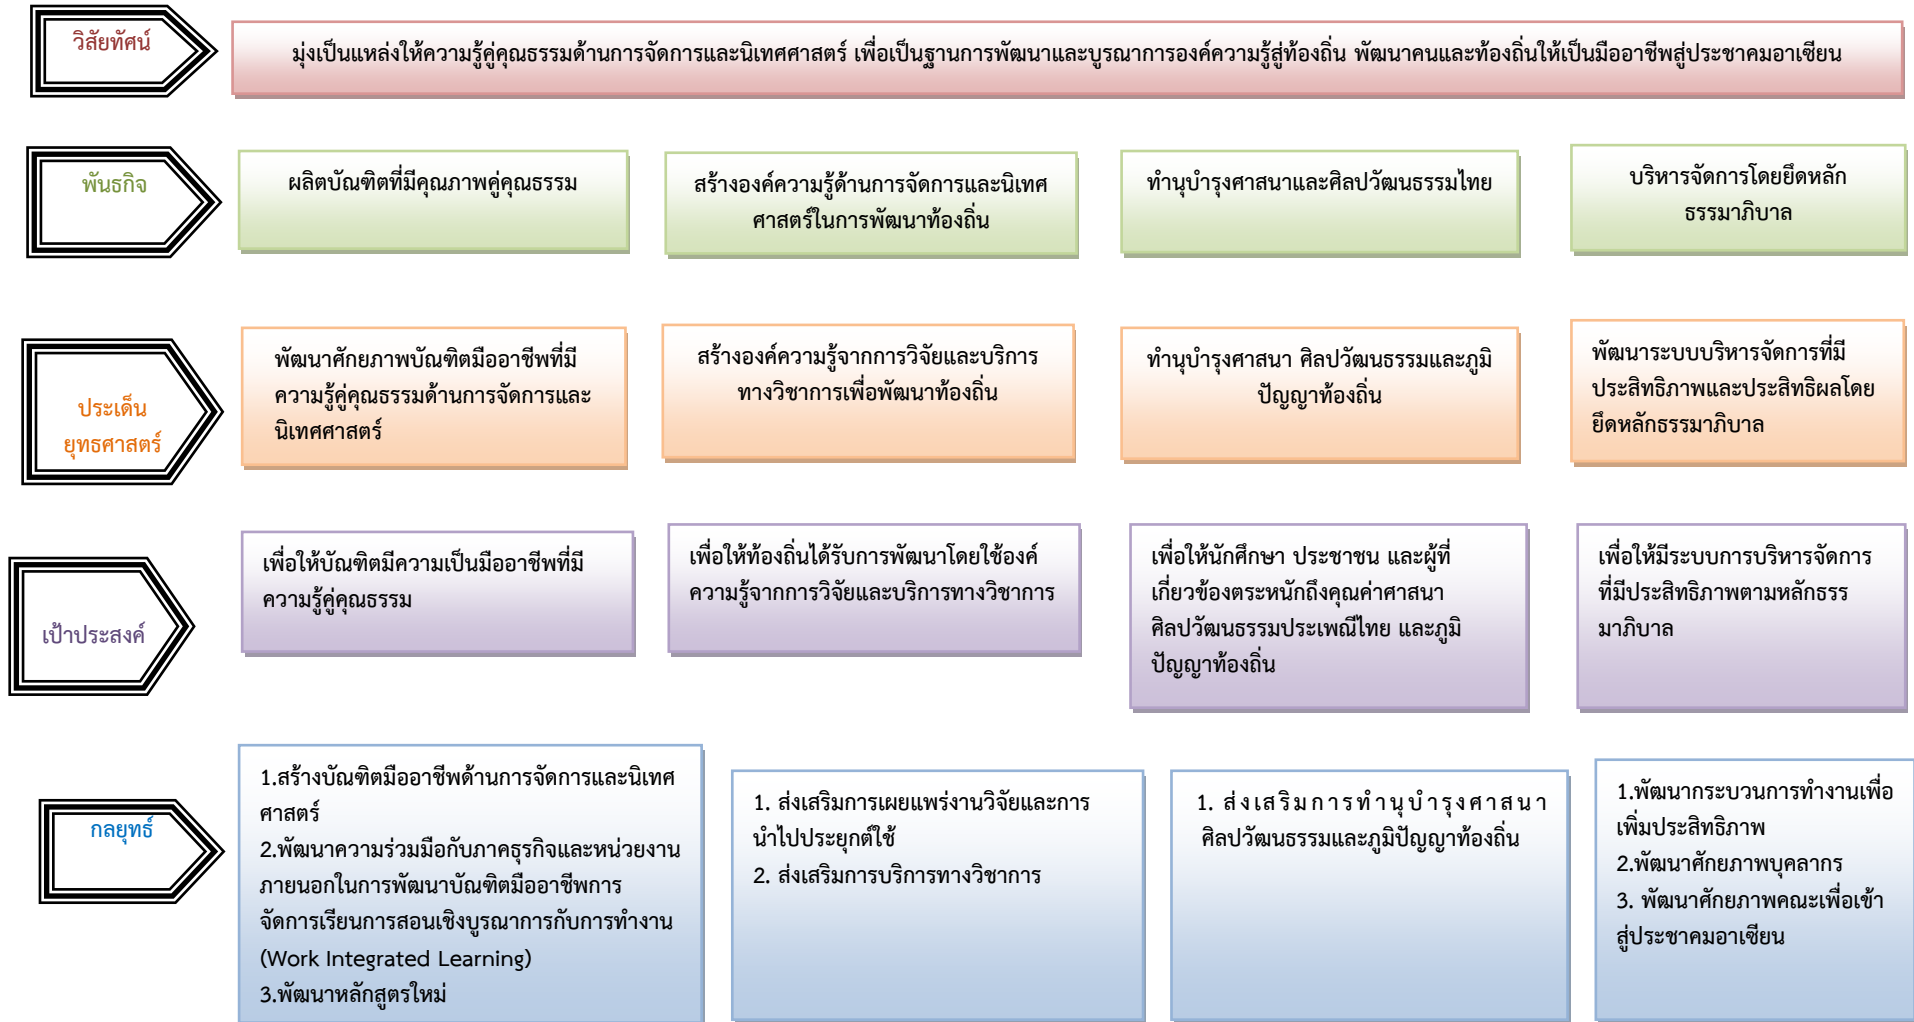 วิสัยทัศน์
มุ่งเป็นแหล่งให้ความรู้คู่คุณธรรมด้านการจัดการและนิเทศศาสตร์ เพื่อเป็นฐานการพัฒนาและบูรณาการองค์ความรู้สู่ท้องถิ่น พัฒนาคนและท้องถิ่นให้เป็นมืออาชีพสู่ประชาคมอาเซียน
พันธกิจ
ผลิตบัณฑิตที่มีคุณภาพคู่คุณธรรม
สร้างองค์ความรู้ด้านการจัดการและนิเทศ
ศาสตร์ในการพัฒนาท้องถิ่น
ทำนุบำรุงศาสนาและศิลปวัฒนธรรมไทย
บริหารจัดการโดยยึดหลัก
ธรรมาภิบาล
ประเด็น
ยุทธศาสตร์
พัฒนาศักยภาพบัณฑิตมืออาชีพที่มี
ความรู้คู่คุณธรรมด้านการจัดการและ
นิเทศศาสตร์
สร้างองค์ความรู้จากการวิจัยและบริการ
ทางวิชาการเพื่อพัฒนาท้องถิ่น
ทำนุบำรุงศาสนา ศิลปวัฒนธรรมและภูมิ
ปัญญาท้องถิ่น
พัฒนาระบบบริหารจัดการที่มี
ประสิทธิภาพและประสิทธิผลโดย
ยึดหลักธรรมาภิบาล
เป้าประสงค์
เพื่อให้บัณฑิตมีความเป็นมืออาชีพที่มี
ความรู้คู่คุณธรรม
เพื่อให้ท้องถิ่นได้รับการพัฒนาโดยใช้องค์
ความรู้จากการวิจัยและบริการทางวิชาการ
เพื่อให้นักศึกษา ประชาชน และผู้ที่
เกี่ยวข้องตระหนักถึงคุณค่าศาสนา
ศิลปวัฒนธรรมประเพณีไทย และภูมิ
ปัญญาท้องถิ่น
เพื่อให้มีระบบการบริหารจัดการ
ที่มีประสิทธิภาพตามหลักธรร
มาภิบาล
กลยุทธ์
1.สร้างบัณฑิตมืออาชีพด้านการจัดการและนิเทศ
ศาสตร์
2.พัฒนาความร่วมมือกับภาคธุรกิจและหน่วยงาน
ภายนอกในการพัฒนาบัณฑิตมืออาชีพการ
จัดการเรียนการสอนเชิงบูรณาการกับการทำงาน
(Work Integrated Learning)
3.พัฒนาหลักสูตรใหม่
1. ส่งเสริมการเผยแพร่งานวิจัยและการ
นำไปประยุกต์ใช้
2. ส่งเสริมการบริการทางวิชาการ
1. ส่งเสริมการทำนุบำรุงศาสนา
ศิลปวัฒนธรรมและภูมิปัญญาท้องถิ่น
1.พัฒนากระบวนการทำงานเพื่อ
เพิ่มประสิทธิภาพ
2.พัฒนาศักยภาพบุคลากร
3. พัฒนาศักยภาพคณะเพื่อเข้า
สู่ประชาคมอาเซียน